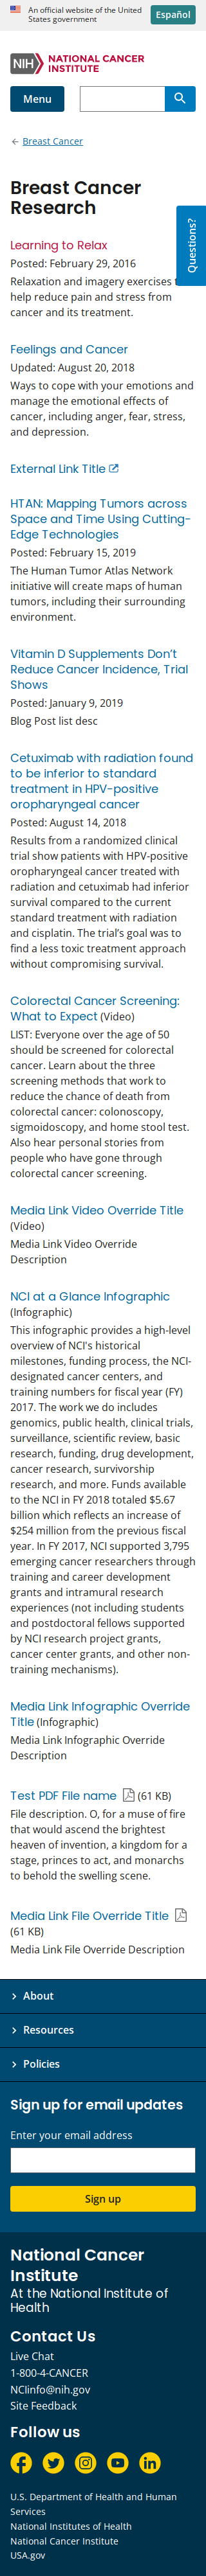 An official website of the United
States government
Español
NIH
NATIONAL CANCER
INSTITUTE
Menu
Breast Cancer
Breast Cancer
Research
Questions?
Learning to Relax
Posted: February 29, 2016
Relaxation and imagery exercises
help reduce pain and stress from
cancer and its treatment.
Feelings and Cancer
Updated: August 20, 2018
Ways to cope with your emotions and
manage the emotional effects of
cancer, including anger, fear, stress,
and depression.
External Link Title
HTAN: Mapping Tumors across
Space and Time Using Cutting-
Edge Technologies
Posted: February 15, 2019
The Human Tumor Atlas Network
initiative will create maps of human
tumors, including their surrounding
environment.
Vitamin D Supplements Don’t
Reduce Cancer Incidence, Trial
Shows
Posted: January 9, 2019
Blog Post list desc
Cetuximab with radiation found
to be inferior to standard
treatment in HPV-positive
oropharyngeal cancer
Posted: August 14, 2018
Results from a randomized clinical
trial show patients with HPV-positive
oropharyngeal cancer treated with
radiation and cetuximab had inferior
survival compared to the current
standard treatment with radiation
and cisplatin. The trial’s goal was to
find a less toxic treatment approach
without compromising survival.
Colorectal Cancer Screening:
What to Expect (Video)
LIST: Everyone over the age of 50
should be screened for colorectal
cancer. Learn about the three
screening methods that work to
reduce the chance of death from
colorectal cancer: colonoscopy,
sigmoidoscopy, and home stool test.
Also hear personal stories from
people who have gone through
colorectal cancer screening.
Media Link Video Override Title
(Video)
Media Link Video Override
Description
NCI at a Glance Infographic
(Infographic)
This infographic provides a high-level
overview of NCI's historical
milestones, funding process, the NCI-
designated cancer centers, and
training numbers for fiscal year (FY)
2017. The work we do includes
genomics, public health, clinical trials,
surveillance, scientific review, basic
research, funding, drug development,
cancer research, survivorship
research, and more. Funds available
to the NCI in FY 2018 totaled $5.67
billion which reflects an increase of
$254 million from the previous fiscal
year. In FY 2017, NCI supported 3,795
emerging cancer researchers through
training and career development
grants and intramural research
experiences (not including students
and postdoctoral fellows supported
by NCI research project grants,
cancer center grants, and other non-
training mechanisms).
Media Link Infographic Override
Title (Infographic)
Media Link Infographic Override
Description
Test PDF File name (61 KB)
File description. O, for a muse of fire
that would ascend the brightest
heaven of invention, a kingdom for a
stage, princes to act, and monarchs
to behold the swelling scene.
Media Link File Override Title
(61 KB)
Media Link File Override Description
About
Resources
Policies
Sign up for email updates
Enter your email address
Sign up
National Cancer
Institute
At the National Institute of
Health
Contact Us
Live Chat
1-800-4-CANCER
NCIinfo@nih.gov
Site Feedback
Follow us
U.S. Department of Health and Human
Services
National Institutes of Health
National Cancer Institute
USA.gov